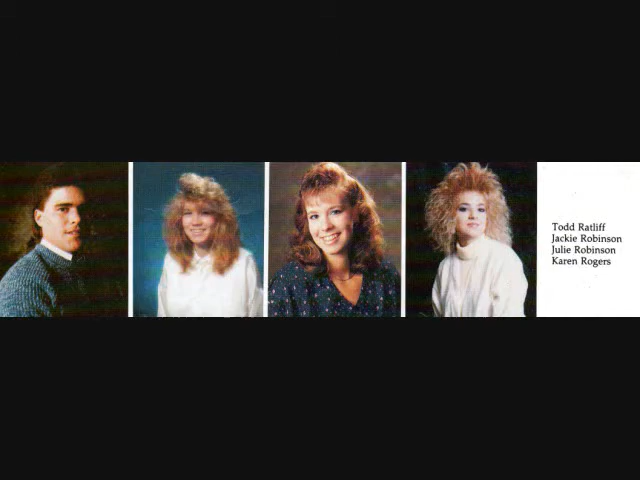 Todd Ratliff
Jackie Robinson
Julie Robinson
Karen Rogers